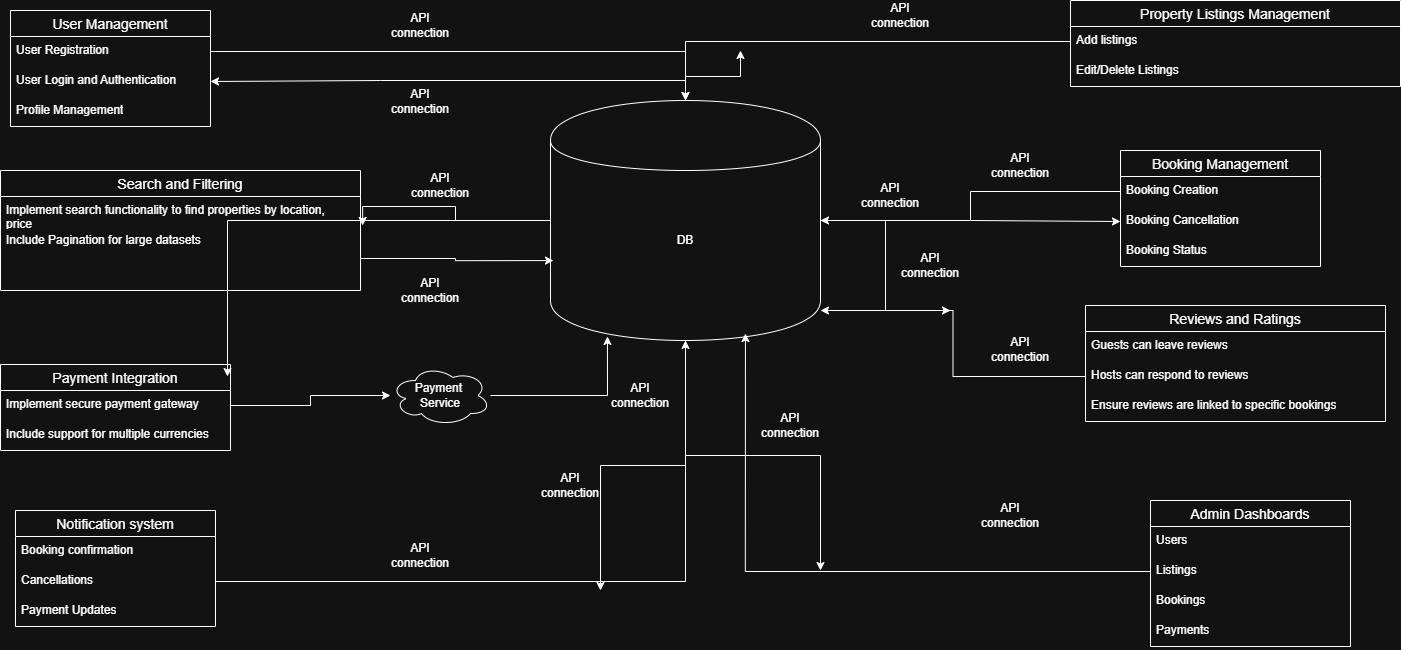 User Management
User Registration
User Login and Authentication
Profile Management
API
connection
API
connection
API
connection
Property Listings Management
Add listings
Edit/Delete Listings
Search and Filtering
Implement search functionality to find properties by location,
price
Include Pagination for large datasets
API
connection
API
connection
DB
API
connection
API
connection
API
connection
Booking Management
Booking Creation
Booking Cancellation
Booking Status
API
connection
Reviews and Ratings
Guests can leave reviews
Hosts can respond to reviews
Ensure reviews are linked to specific bookings
Payment Integration
Implement secure payment gateway
Include support for multiple currencies
Payment
Service
API
connection
API
connection
API
connection
Notification system
Booking confirmation
Cancellations
Payment Updates
API
connection
API
connection
Admin Dashboards
Users
Listings
Bookings
Payments